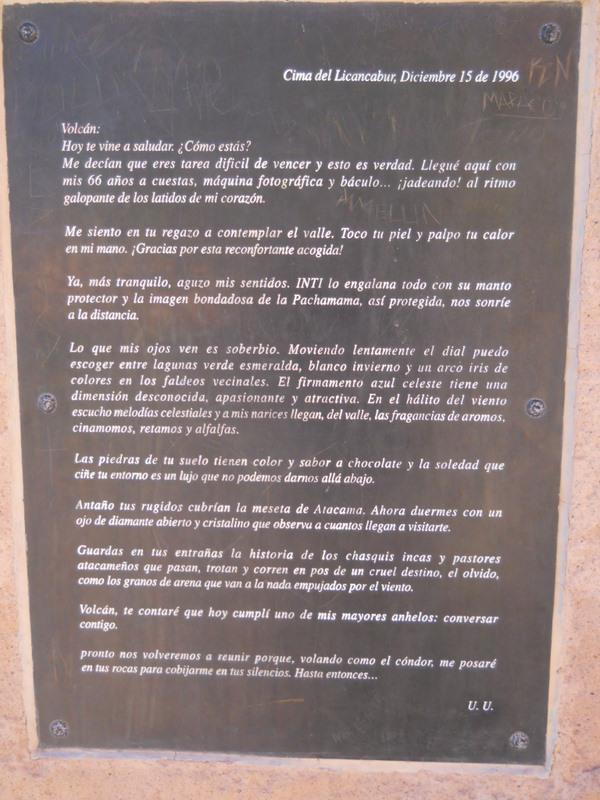 Cima del Licancabur, Diciembre 15 de 1996
Volcán:
Hoy te vine a saludar. ¿Cómo estás?
Me decían que eres tarea dificil de vencer y esto es verdad. Llegué aquí con
mis 66 años a cuestas, máquina fotográfica y báculo... ¡jadeando! al ritmo
galopante de los latidos de mi corazón.
Me siento en tu regazo a contemplar el valle. Toco tu piel y palpo tu calor
en mi mano. ¡Gracias por esta reconfortante acogida!
Ya, más tranquilo, aguzo mis sentidos. INTI lo engalana todo con su manto
protector y la imagen bondadosa de la Pachamama, así protegida, nos sonríe
a la distancia.
Lo que mis ojos ven es soberbio. Moviendo lentamente el dial puedo
escoger entre lagunas verde esmeralda, blanco invierno y un arco iris de
colores en los faldeos vecinales. El firmamento azul celeste tiene una
dimensión desconocida, apasionante y atractiva. En el hálito del viento
escucho melodías celestiales y a mis narices llegan, del valle, las fragancias de aromos,
cinamomos, retamos y alfalfas.
Las piedras de tu suelo tienen color y sabor a chocolate y la soledad que
ciñe tu entorno es un lujo que no podemos darnos allá abajo.
Antaño tus rugidos cubrían la meseta de Atacama. Ahora duermes con un
ojo de diamante abierto y cristalino que observa a cuantos llegan a visitarte.
Guardas en tus entrañas la historia de los chasquis incas y pastores
atacameños que pasan, trotan y corren en pos de un cruel destino, el olvido,
como los granos de arena que van a la nada empujados por el viento.
Volcán, te contaré que hoy cumplí uno de mis mayores anhelos: conversar
contigo.
pronto nos volveremos a reunir porque, volando como el cóndor, me posaré
en tus rocas para cobijarme en tus silencios. Hasta entonces...
U. U.